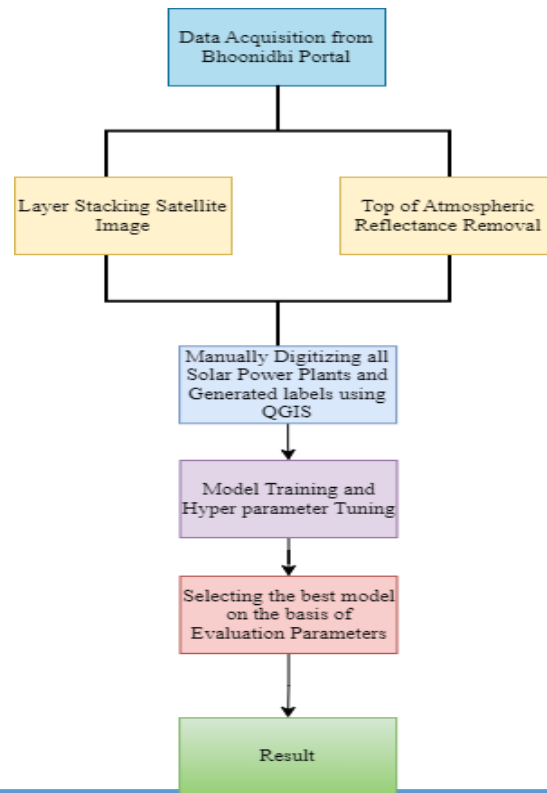 Data Acquisition from
Bhoonidhi Portal
Layer Stacking Satellite
Image
Top of Atmospheric
Reflectance Removal
Manually Digitizing all
Solar Power Plants and
Generated labels using
QGIS
Model Training and
Hyper parameter Tuning
Selecting the best model
on the basis of
Evaluation Parameters
Result